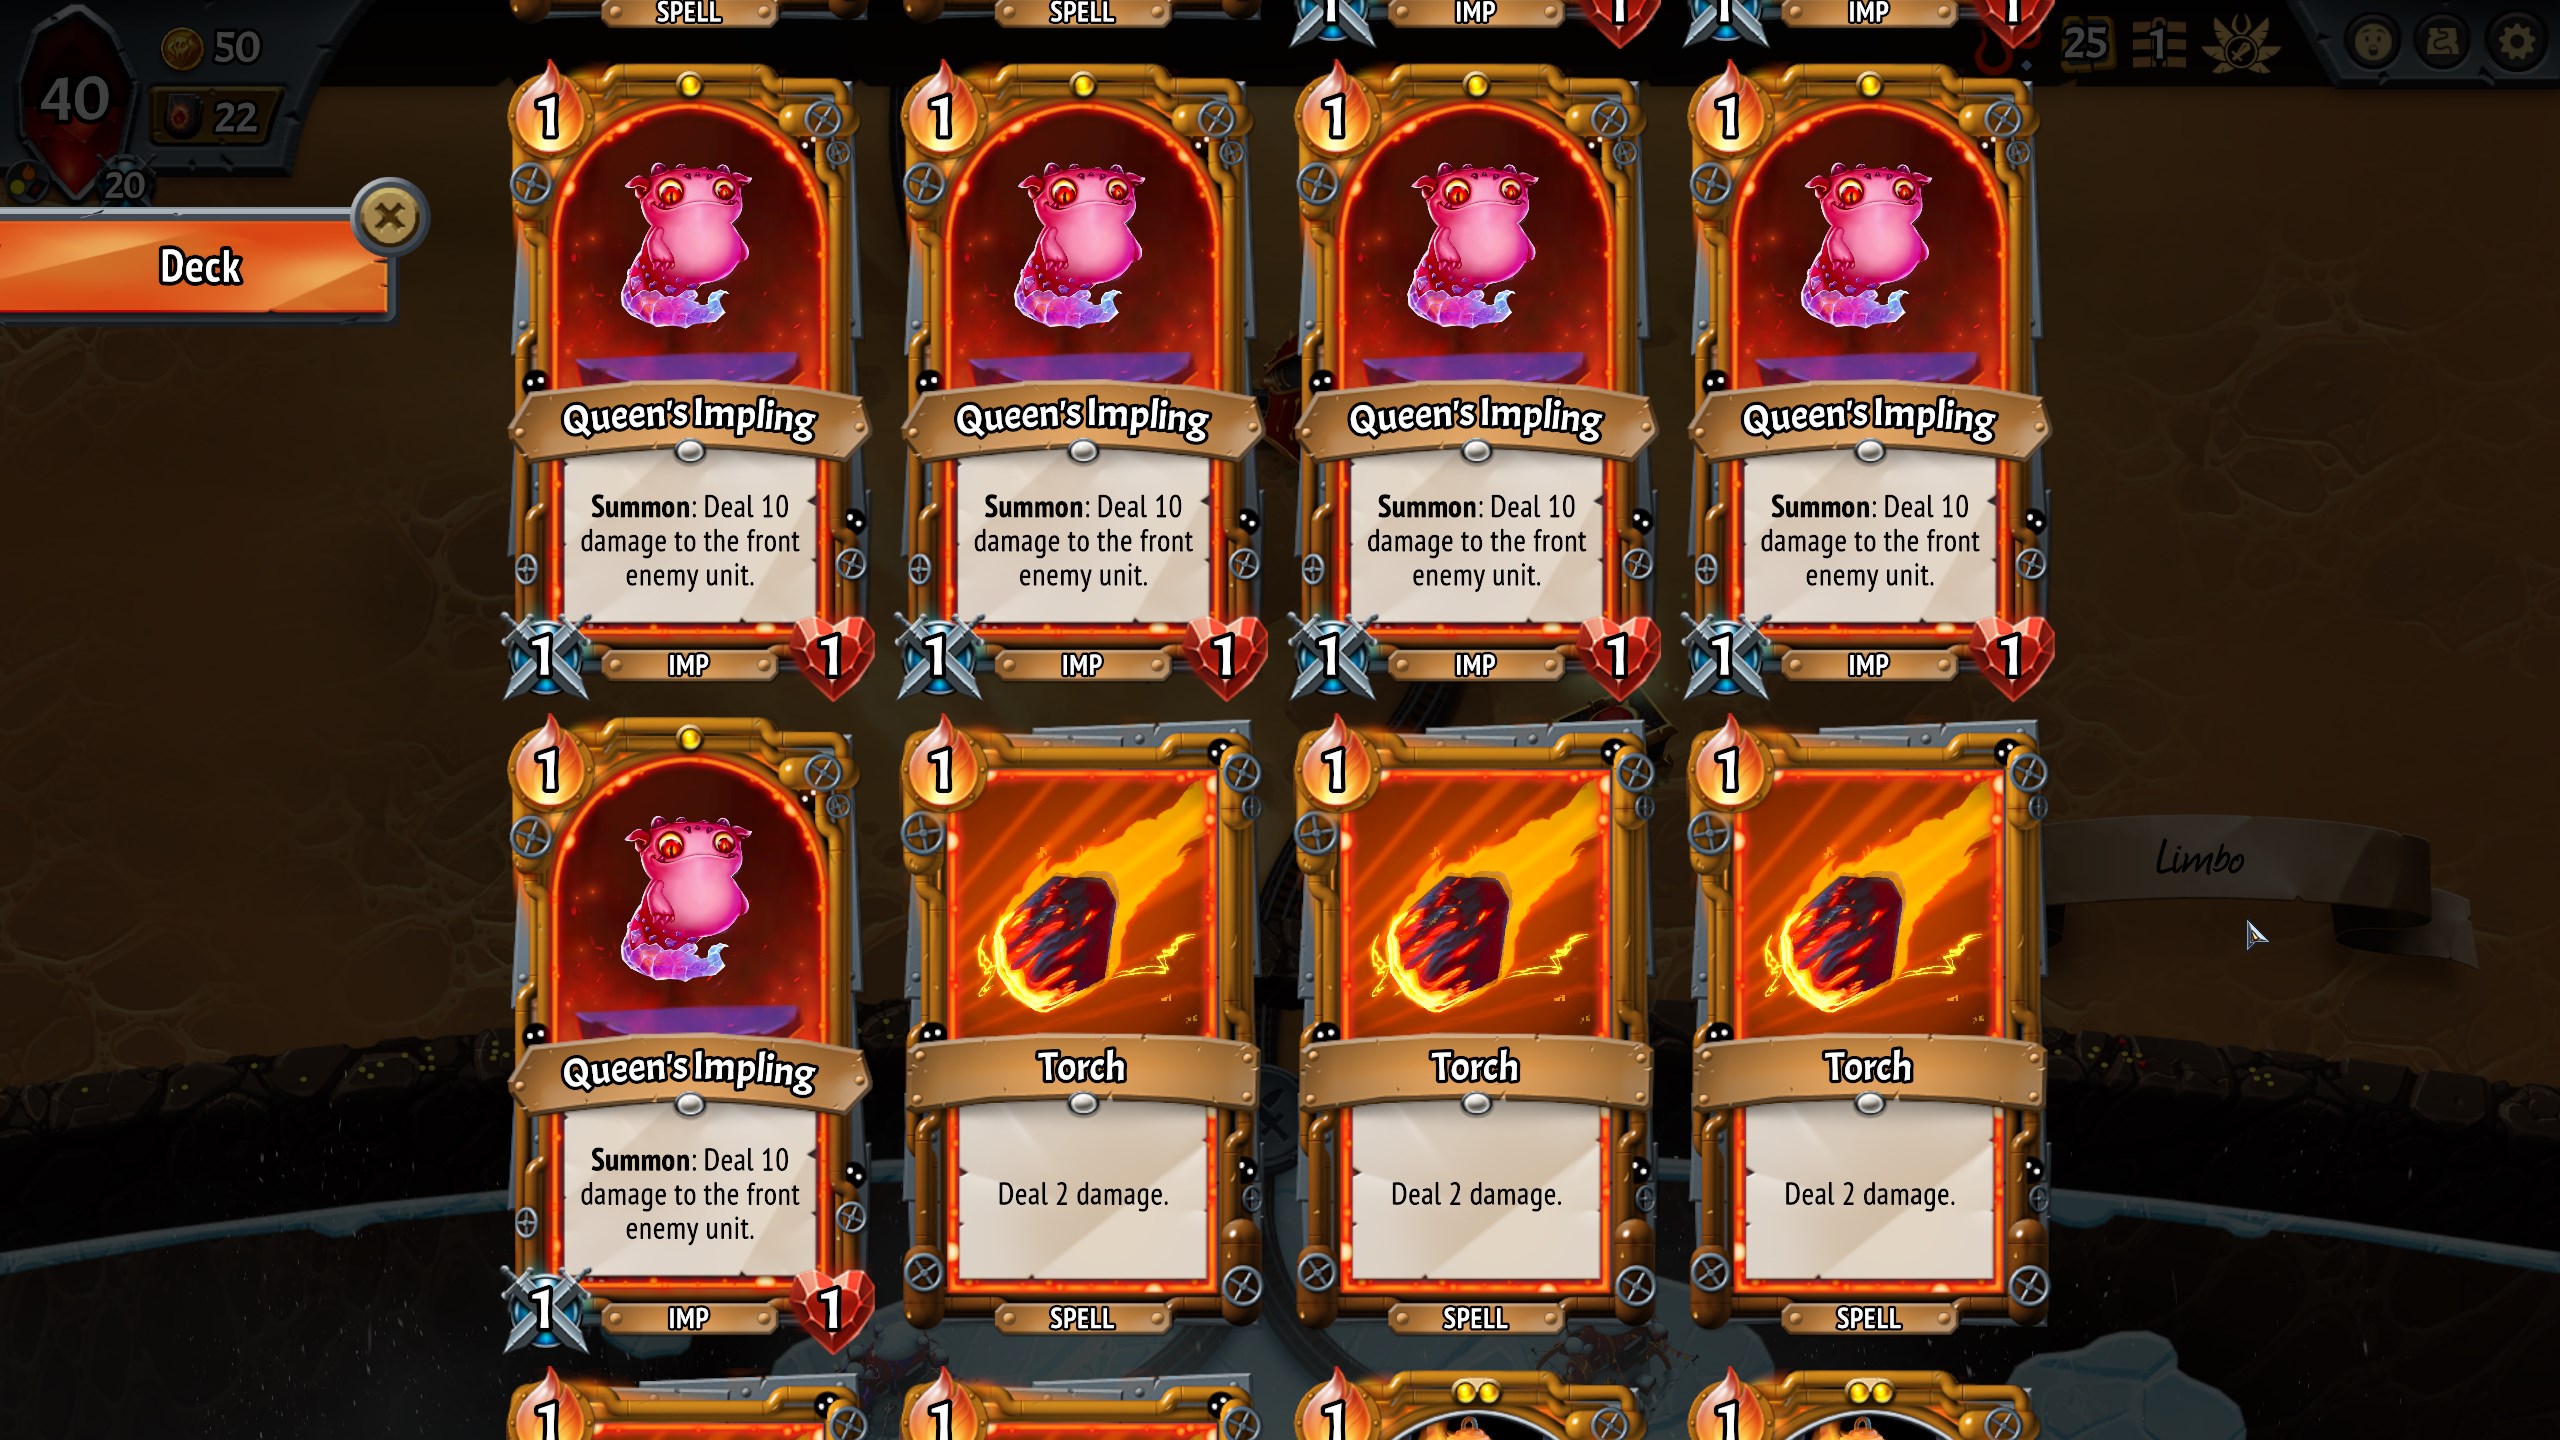 SPELL
SPELL
1
IMP
1
IMP
40
50
22
20
25
1
Deck
1
Queen's Impling
Summon: Deal 10
damage to the front
enemy unit.
1
IMP
1
1
Queen's Impling
Summon: Deal 10
damage to the front
enemy unit.
1
IMP
1
1
Queen's Impling
Summon: Deal 10
damage to the front
enemy unit.
1
IMP
1
1
Queen's Impling
Summon: Deal 10
damage to the front
enemy unit.
1
IMP
1
1
Queen's Impling
Summon: Deal 10
damage to the front
enemy unit.
1
IMP
1
1
Torch
Deal 2 damage.
SPELL
1
Torch
Deal 2 damage.
SPELL
1
Torch
Deal 2 damage.
SPELL
Limbo
1
1
1
1